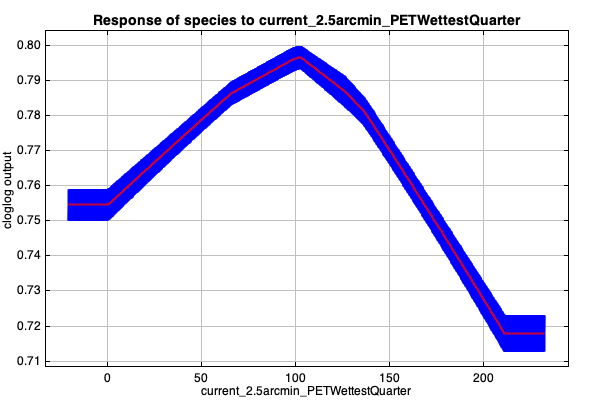 Response of species to current_2.5arcmin_PETWettestQuarter
0.80
0.79
0.78
0.77
0.76
0.75
0.74
0.73
0.72
0.71
cloglog output
0 50 100 150 200
current_2.5arcmin_PETWettestQuarter